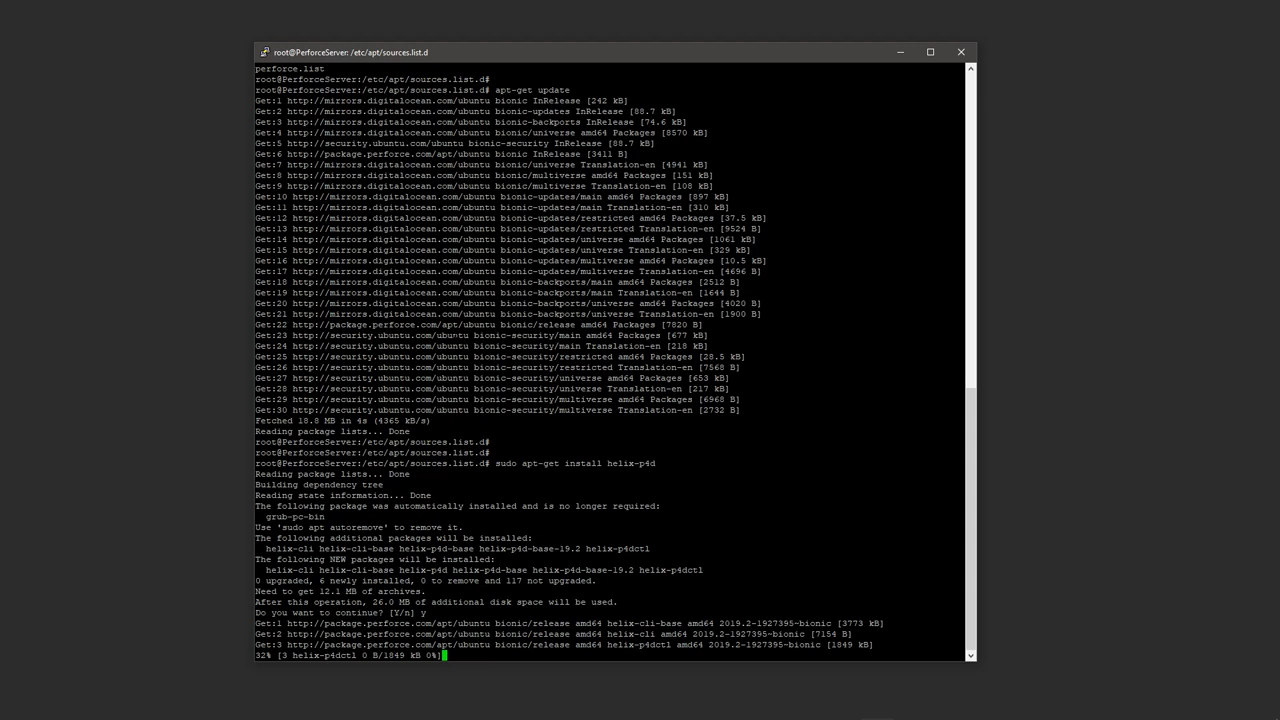 root@PerforceServer: /etc/apt/sources.list.d
perforce.list
root@PerforceServer:/etc/apt/sources.list.d#
root@PerforceServer:/etc/apt/sources.list.d# apt-get update
Get:1 http://mirrors.digitalocean.com/ubuntu bionic InRelease [242 kB]
Get:2 http://mirrors.digitalocean.com/ubuntu bionic-updates InRelease [88.7 kB]
Get:3 http://mirrors.digitalocean.com/ubuntu bionic-backports InRelease [74.6 kB]
Get:4 http://mirrors.digitalocean.com/ubuntu bionic/universe amd64 Packages [8570 kB]
Get:5 http://security.ubuntu.com/ubuntu bionic-security InRelease [88.7 kB]
Get:6 http://package.perforce.com/apt/ubuntu bionic InRelease [3411 B]
Get:7 http://mirrors.digitalocean.com/ubuntu bionic/universe Translation-en [4941 kB]
Get:8 http://mirrors.digitalocean.com/ubuntu bionic/multiverse amd64 Packages [151 kB]
Get:9 http://mirrors.digitalocean.com/ubuntu bionic/multiverse Translation-en [108 kB]
Get:10 http://mirrors.digitalocean.com/ubuntu bionic-updates/main amd64 Packages [897 kB]
Get:11 http://mirrors.digitalocean.com/ubuntu bionic-updates/main Translation-en [310 kB]
Get:12 http://mirrors.digitalocean.com/ubuntu bionic-updates/restricted amd64 Packages [37.5 kB]
Get:13 http://mirrors.digitalocean.com/ubuntu bionic-updates/restricted Translation-en [9524 B]
Get:14 http://mirrors.digitalocean.com/ubuntu bionic-updates/universe amd64 Packages [1061 kB]
Get:15 http://mirrors.digitalocean.com/ubuntu bionic-updates/universe Translation-en [329 kB]
Get:16 http://mirrors.digitalocean.com/ubuntu bionic-updates/multiverse amd64 Packages [10.5 kB]
Get:17 http://mirrors.digitalocean.com/ubuntu bionic-updates/multiverse Translation-en [4696 B]
Get:18 http://mirrors.digitalocean.com/ubuntu bionic-backports/main amd64 Packages [2512 B]
Get:19 http://mirrors.digitalocean.com/ubuntu bionic-backports/main Translation-en [1644 B]
Get:20 http://mirrors.digitalocean.com/ubuntu bionic-backports/universe amd64 Packages [4020 B]
Get:21 http://mirrors.digitalocean.com/ubuntu bionic-backports/universe Translation-en [1900 B]
Get:22 http://package.perforce.com/apt/ubuntu bionic/release amd64 Packages [7820 B]
Get:23 http://security.ubuntu.com/ubuntu bionic-security/main amd64 Packages [677 kB]
Get:24 http://security.ubuntu.com/ubuntu bionic-security/main Translation-en [218 kB]
Get:25 http://security.ubuntu.com/ubuntu bionic-security/restricted amd64 Packages [28.5 kB]
Get:26 http://security.ubuntu.com/ubuntu bionic-security/restricted Translation-en [7568 B]
Get:27 http://security.ubuntu.com/ubuntu bionic-security/universe amd64 Packages [653 kB]
Get:28 http://security.ubuntu.com/ubuntu bionic-security/universe Translation-en [217 kB]
Get:29 http://security.ubuntu.com/ubuntu bionic-security/multiverse amd64 Packages [6968 B]
Get:30 http://security.ubuntu.com/ubuntu bionic-security/multiverse Translation-en [2732 B]
Fetched 18.8 MB in 4s (4365 kB/s)
Reading package lists... Done
root@PerforceServer:/etc/apt/sources.list.d#
root@PerforceServer:/etc/apt/sources.list.d#
root@PerforceServer:/etc/apt/sources.list.d# sudo apt-get install helix-p4d
Reading package lists... Done
Building dependency tree
Reading state information... Done
The following package was automatically installed and is no longer required:
grub-pc-bin
Use 'sudo apt autoremove' to remove it.
The following additional packages will be installed:
helix-cli helix-cli-base helix-p4d-base helix-p4d-base-19.2 helix-p4dctl
The following NEW packages will be installed:
helix-cli helix-cli-base helix-p4d helix-p4d-base helix-p4d-base-19.2 helix-p4dctl
0 upgraded, 6 newly installed, 0 to remove and 117 not upgraded.
Need to get 12.1 MB of archives.
After this operation, 26.0 MB of additional disk space will be used.
Do you want to continue? [Y/n] y
Get:1 http://package.perforce.com/apt/ubuntu bionic/release amd64 helix-cli-base amd64 2019.2-1927395~bionic [3773 kB]
Get:2 http://package.perforce.com/apt/ubuntu bionic/release amd64 helix-cli amd64 2019.2-1927395~bionic [7154 B]
Get:3 http://package.perforce.com/apt/ubuntu bionic/release amd64 helix-p4dctl amd64 2019.2-1927395~bionic [1849 kB]
32% [3 helix-p4dctl 0 B/1849 kB 0%]